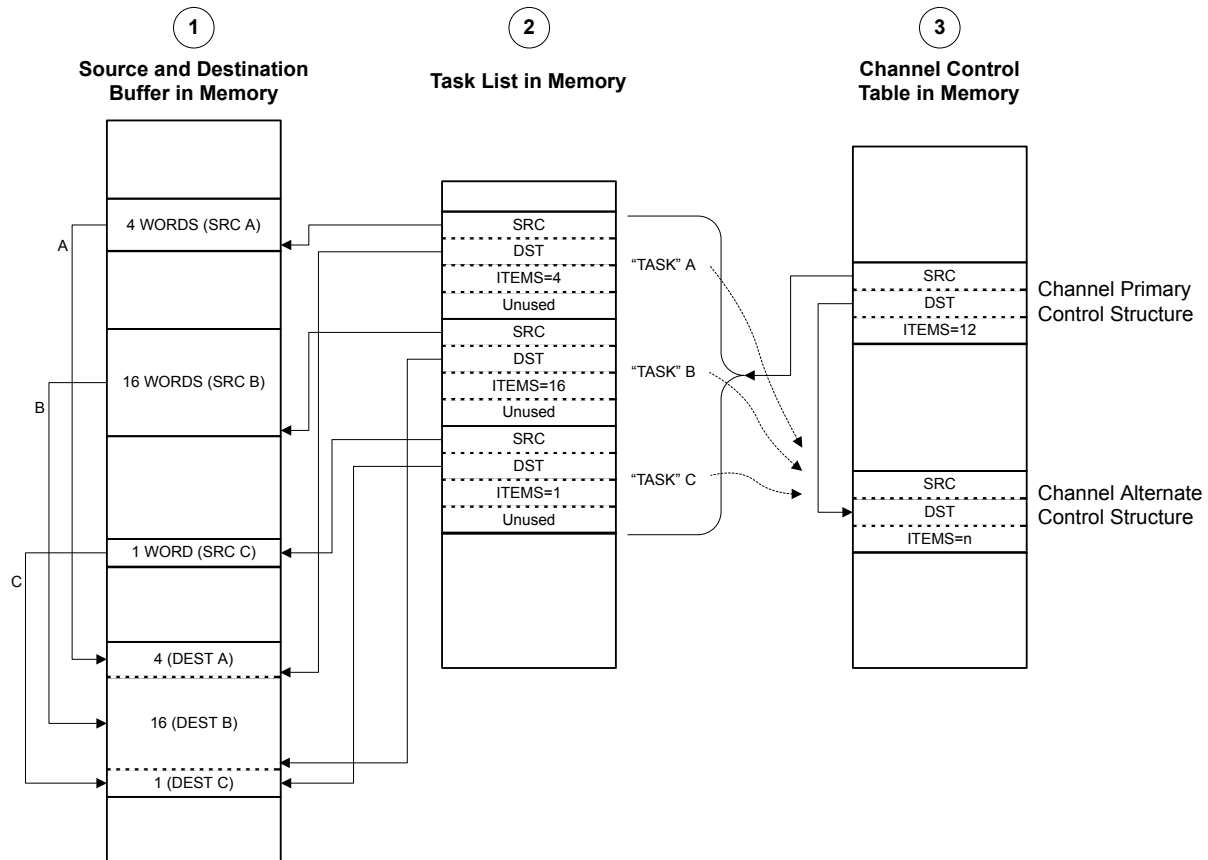 1
Source and Destination
Buffer in Memory
4 WORDS (SRC A)
A
16 WORDS (SRC B)
B
1 WORD (SRC C)
C
4 (DEST A)
16 (DEST B)
1 (DEST C)
2
Task List in Memory
SRC
DST
ITEMS=4
Unused
SRC
DST
ITEMS=16
Unused
SRC
DST
ITEMS=1
Unused
“TASK” A
“TASK” B
“TASK” C
3
Channel Control
Table in Memory
SRC
DST
ITEMS=12
Channel Primary
Control Structure
SRC
DST
ITEMS=n
Channel Alternate
Control Structure